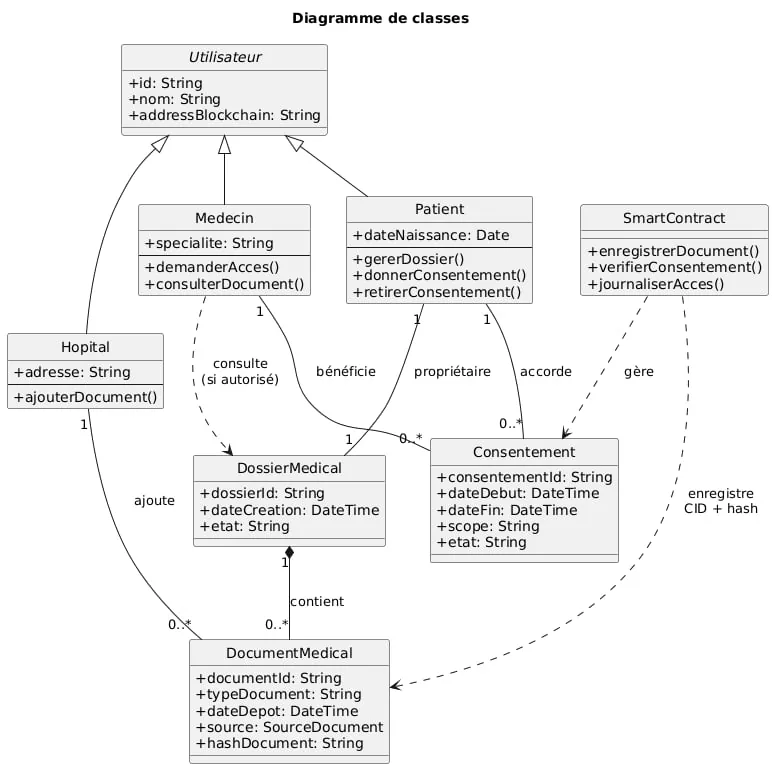 Diagramme de classes
Utilisateur
+id: String
+nom: String
+addressBlockchain: String
Medecin
+specialite: String
+demanderAcces()
+consulterDocument()
Patient
+dateNaissance: Date
+gererDossier()
+donnerConsentement()
+retirerConsentement()
SmartContract
+enregistrerDocument()
+verifierConsentement()
+journaliserAcces()
1
1
1
Hopital
+adresse: String
+ajouterDocument()
consulte
(si autorisé)
bénéficie
propriétaire
accorde
gère
1
1
0..*
0..*
DossierMedical
+dossierId: String
+dateCreation: DateTime
+etat: String
Consentement
+consentementId: String
+dateDebut: DateTime
+dateFin: DateTime
+scope: String
+etat: String
ajoute
enregistre
CID + hash
1
contient
0..*
0..*
DocumentMedical
+documentId: String
+typeDocument: String
+dateDepot: DateTime
+source: SourceDocument
+hashDocument: String